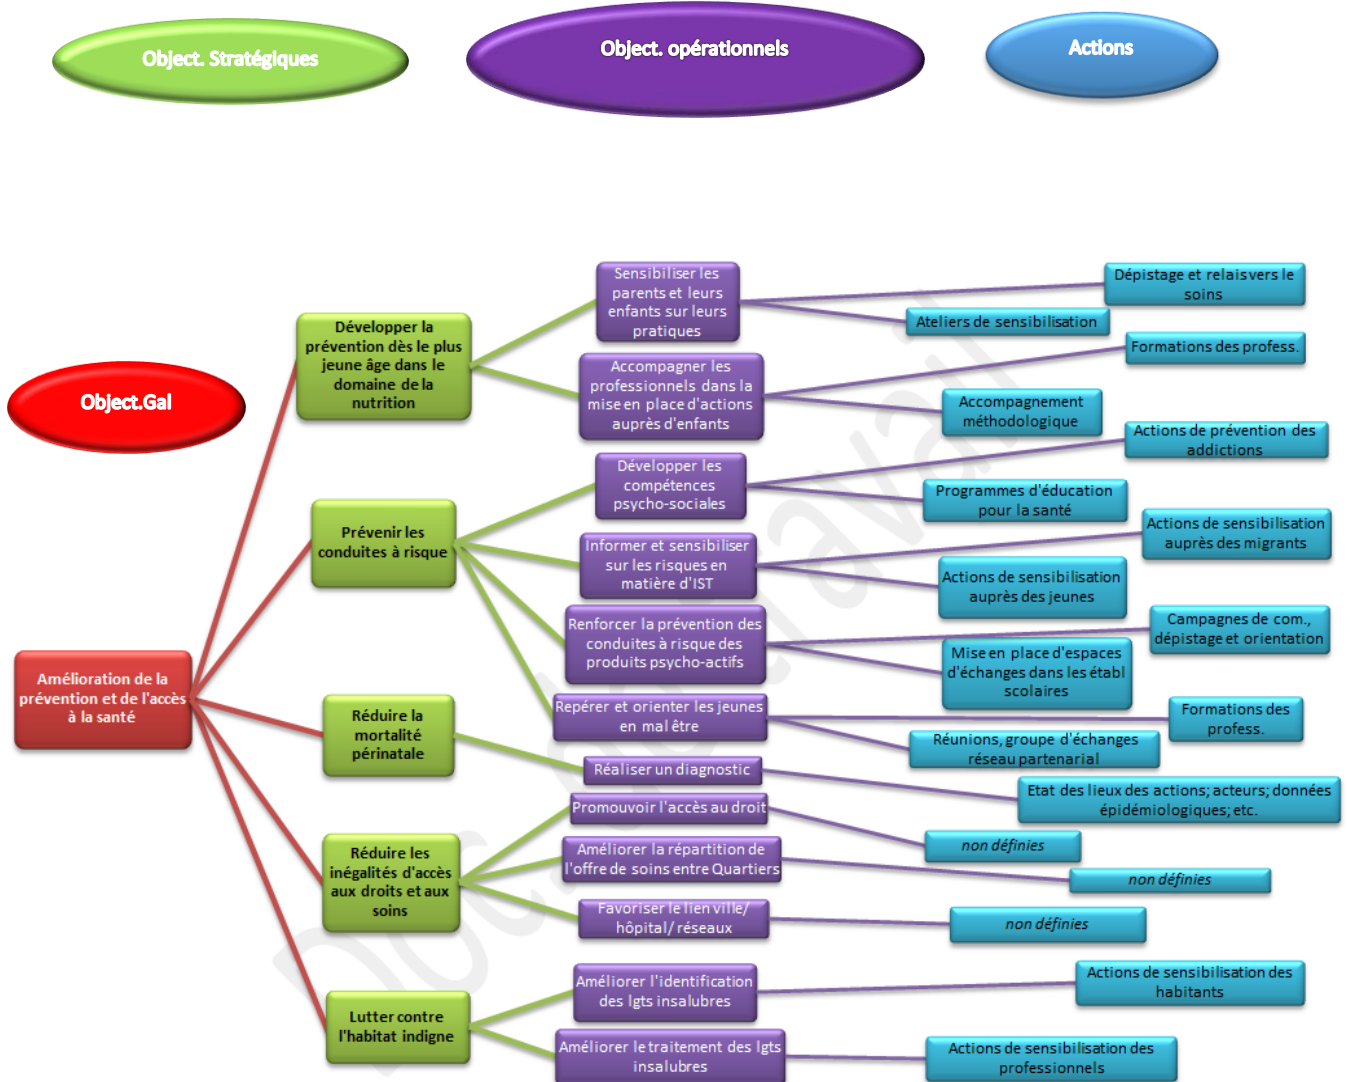 Object. Stratégiques
Object. opérationnels
Actions
Object.Gal
Amélioration de la
prévention et de l'accès
à la santé
Développer la
prévention dès le plus
jeune âge dans le
domaine de la
nutrition
Sensibiliser les
parents et leurs
enfants sur leurs
pratiques
Dépistage et relais vers le
soins
Ateliers de sensibilisation
Accompagner les
professionnels dans la
mise en place d'actions
auprès d'enfants
Formations des profess.
Accompagnement
méthodologique
Prévenir les
conduites à risque
Développer les
compétences
psycho-sociales
Actions de prévention des
addictions
Programmes d'éducation
pour la santé
Informer et sensibiliser
sur les risques en
matière d'IST
Actions de sensibilisation
auprès des migrants
Actions de sensibilisation
auprès des jeunes
Renforcer la prévention des
conduites à risque des
produits psycho-actifs
Campagnes de com.,
dépistage et orientation
Mise en place d'espaces
d'échanges dans les établ
scolaires
Repérer et orienter les jeunes
en mal être
Formations des
profess.
Réunions, groupe d'échanges
réseau partenarial
Réduire la
mortalité
périnatale
Réaliser un diagnostic
Etat des lieux des actions; acteurs; données
épidémiologiques; etc.
Réduire les
inégalités d'accès
aux droits et aux
soins
Promouvoir l'accès au droit
non définies
Améliorer la répartition de
l'offre de soins entre Quartiers
non définies
Favoriser le lien ville/
hôpital/ réseaux
non définies
Lutter contre
l'habitat indigne
Améliorer l'identification
des lgts insalubres
Actions de sensibilisation des
habitants
Améliorer le traitement des lgts
insalubres
Actions de sensibilisation des
professionnels